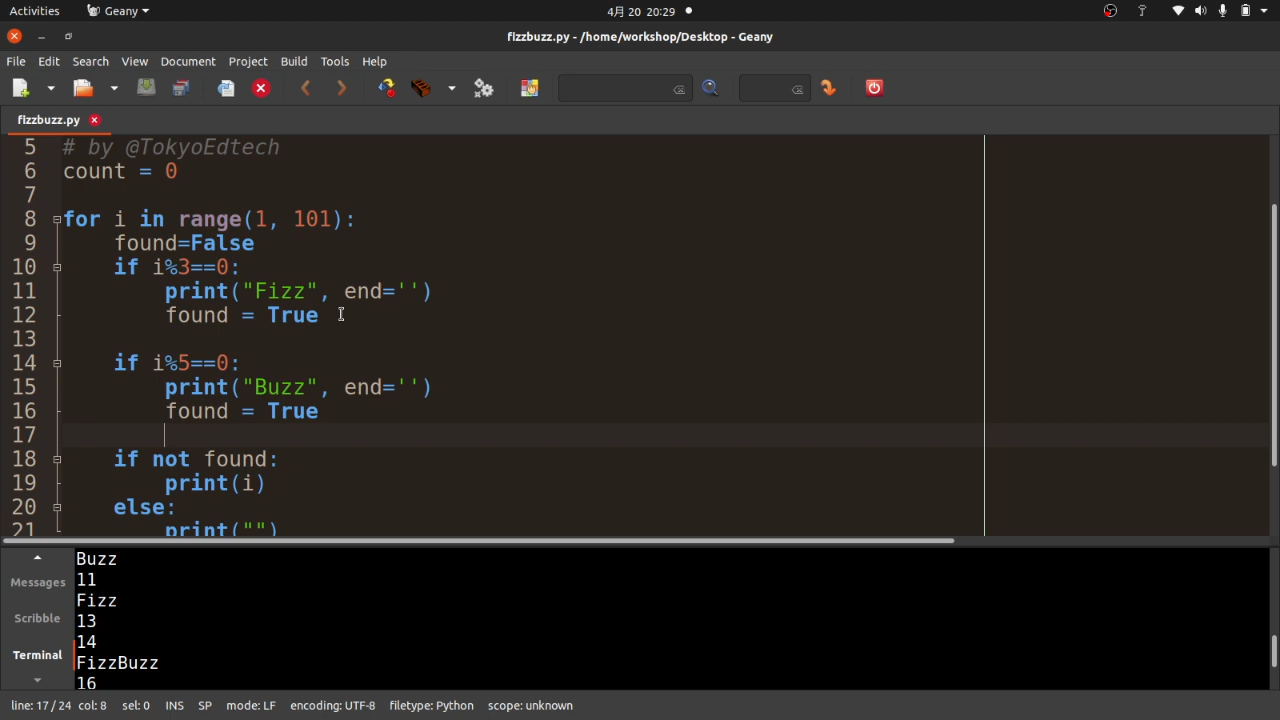 Activities Geany 4月 20 20:29
fizzbuzz.py - /home/workshop/Desktop - Geany
File Edit Search View Document Project Build Tools Help
fizzbuzz.py
5 # by @TokyoEdtech
6 count = 0
7
8 for i in range(1, 101):
9 found=False
10 if i%3==0:
11 print("Fizz", end='')
12 found = True
13
14 if i%5==0:
15 print("Buzz", end='')
16 found = True
17
18 if not found:
19 print(i)
20 else:
21 print("")
Buzz
Messages 11
Fizz
Scribble 13
14
Terminal FizzBuzz
16
line: 17 / 24 col: 8 sel: 0 INS SP mode: LF encoding: UTF-8 filetype: Python scope: unknown